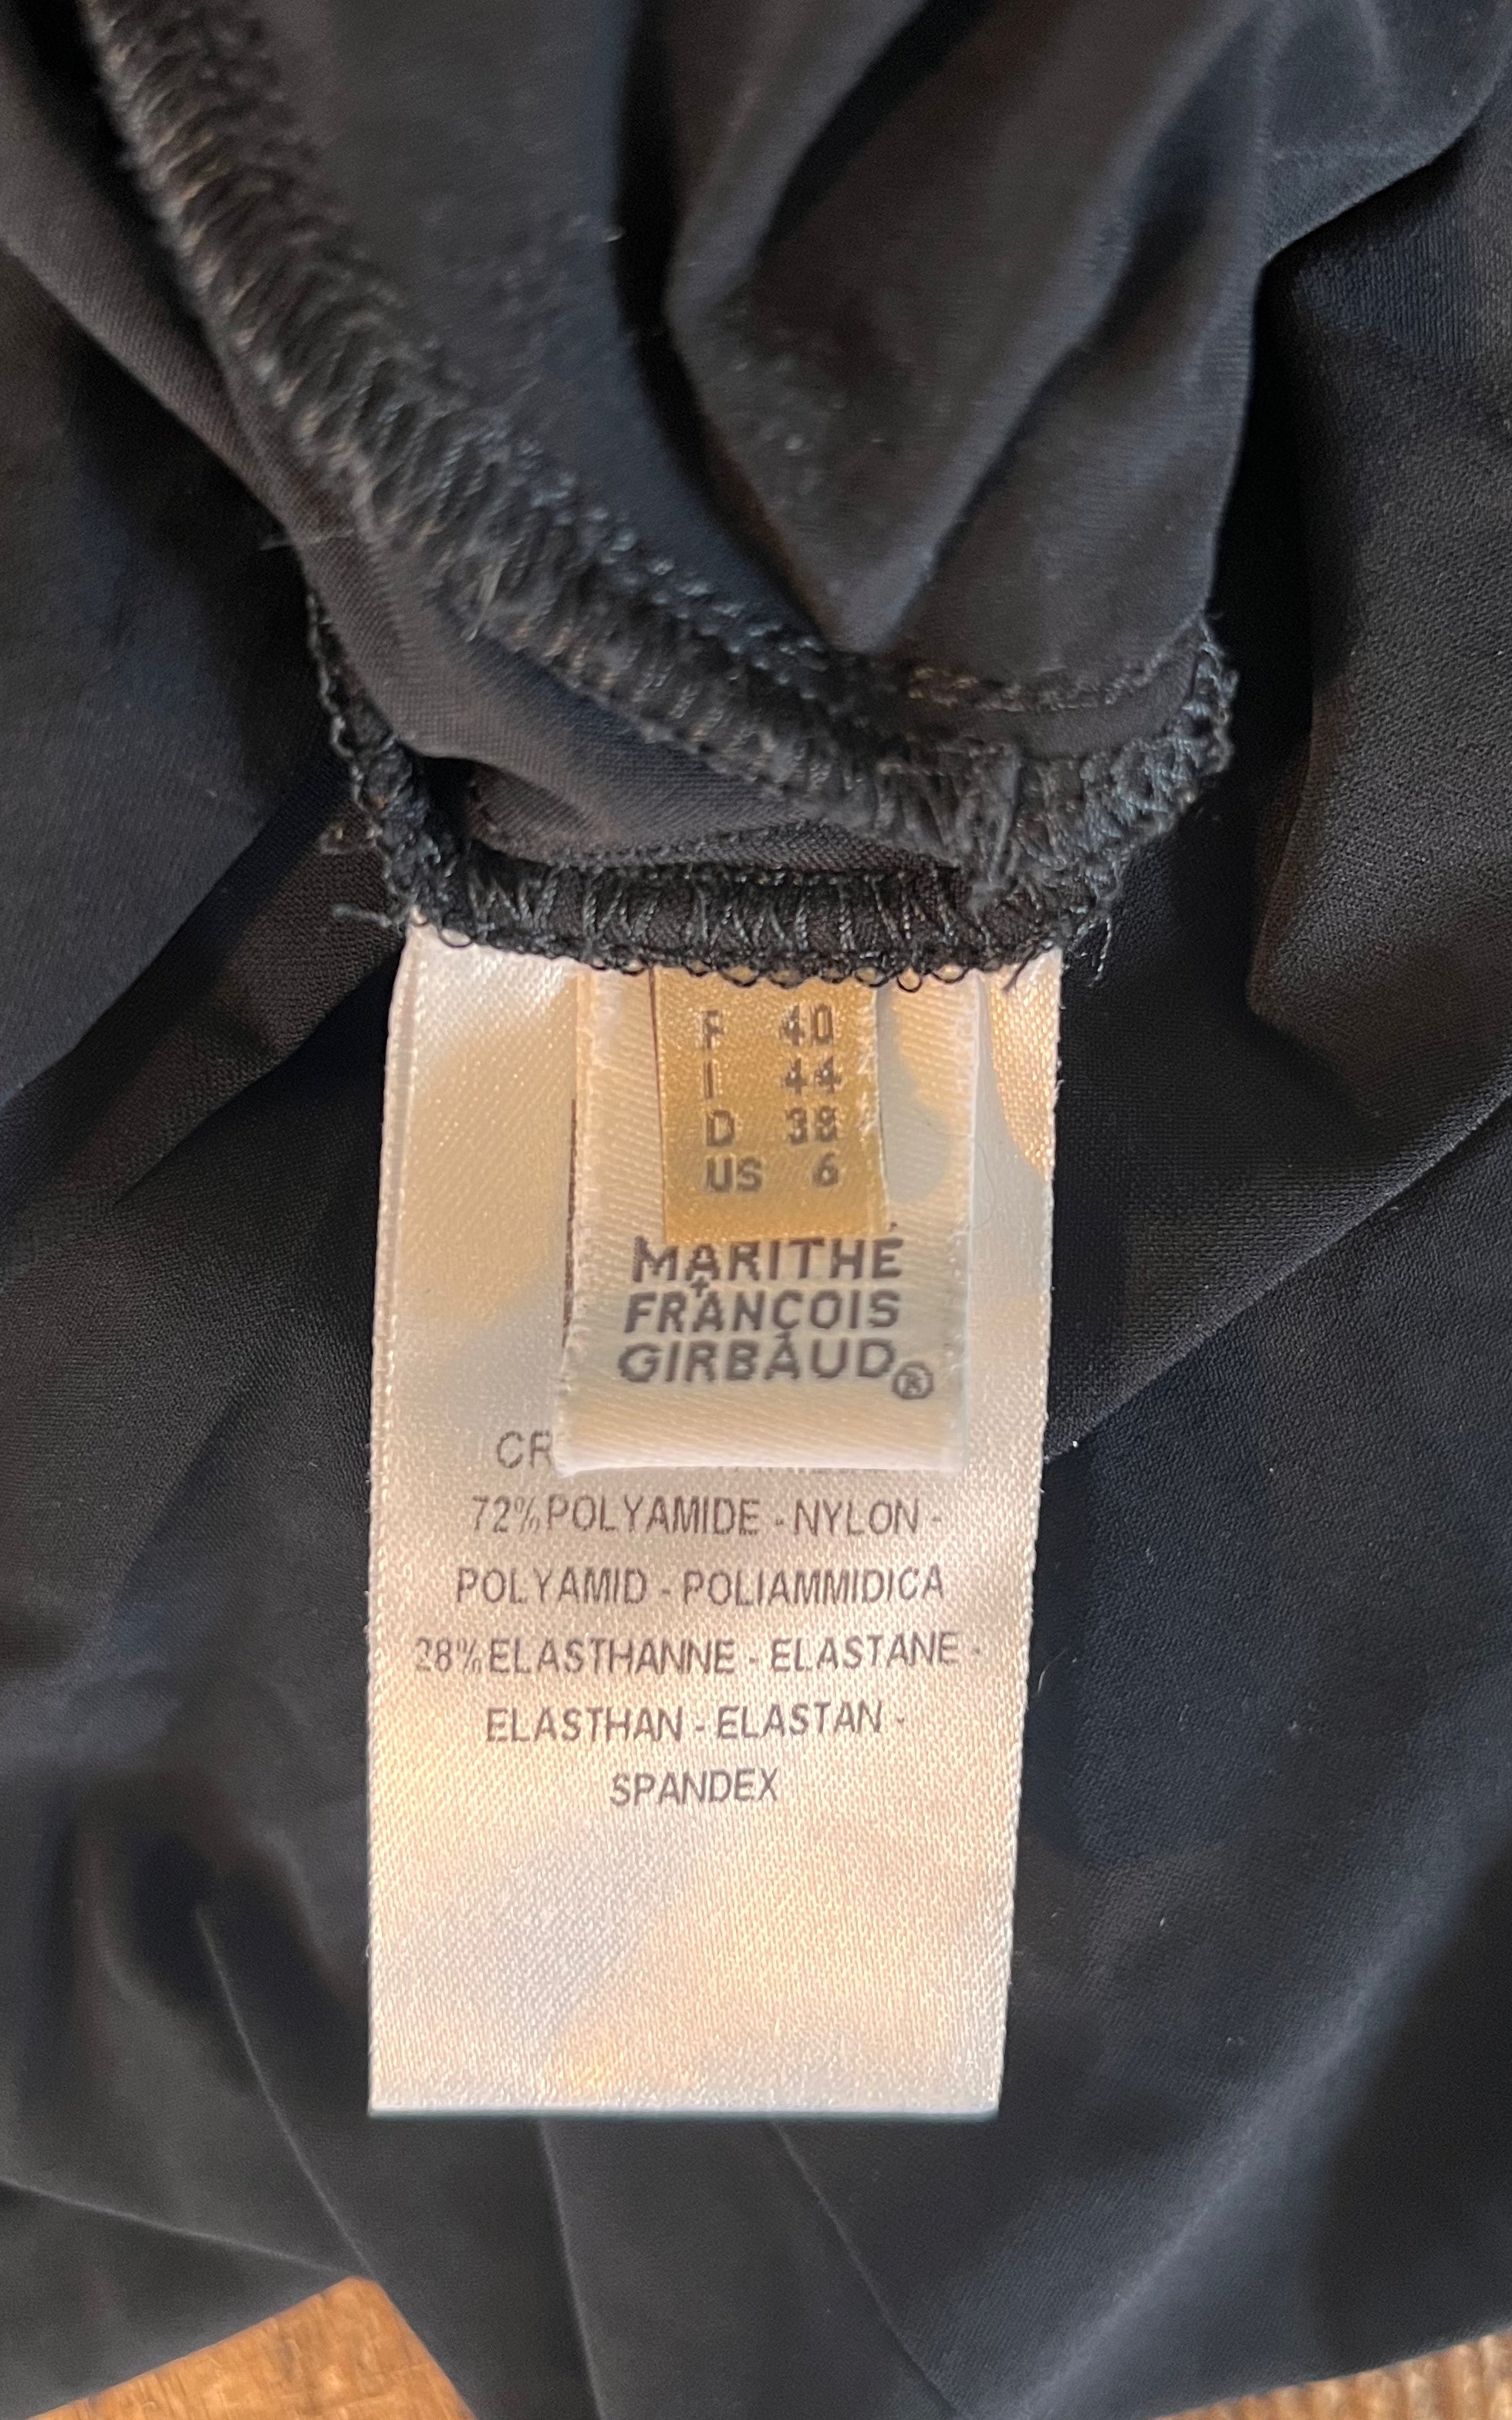 F 40
I 44
D 38
US 6
MARITHÉ
+
FRANÇOIS
GIRBAUD®
72%POLYAMIDE - NYLON -
POLYAMID - POLIAMMIDICA
28%ELASTHANNE - ELASTANE -
ELASTHAN - ELASTAN -
SPANDEX